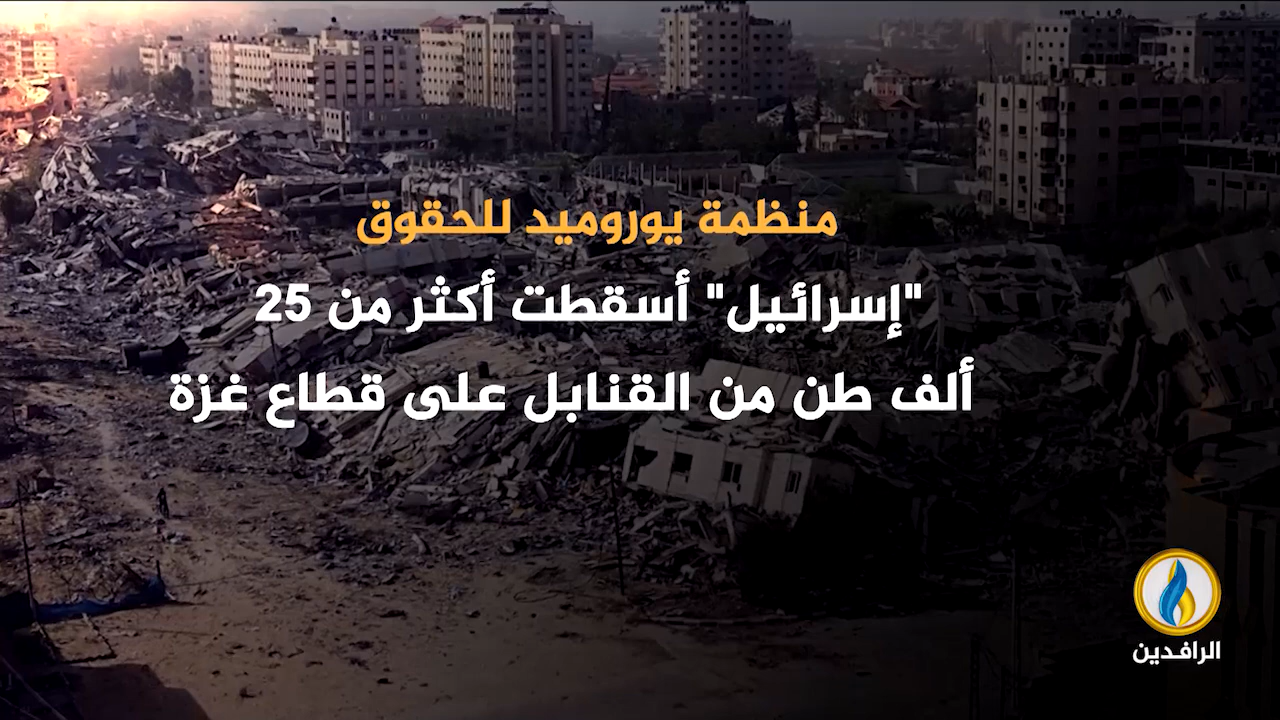 منظمة يوروميد للحقوق
"إسرائيل" أسقطت أكثر من 25
ألف طن من القنابل على قطاع غزة
الرافدين